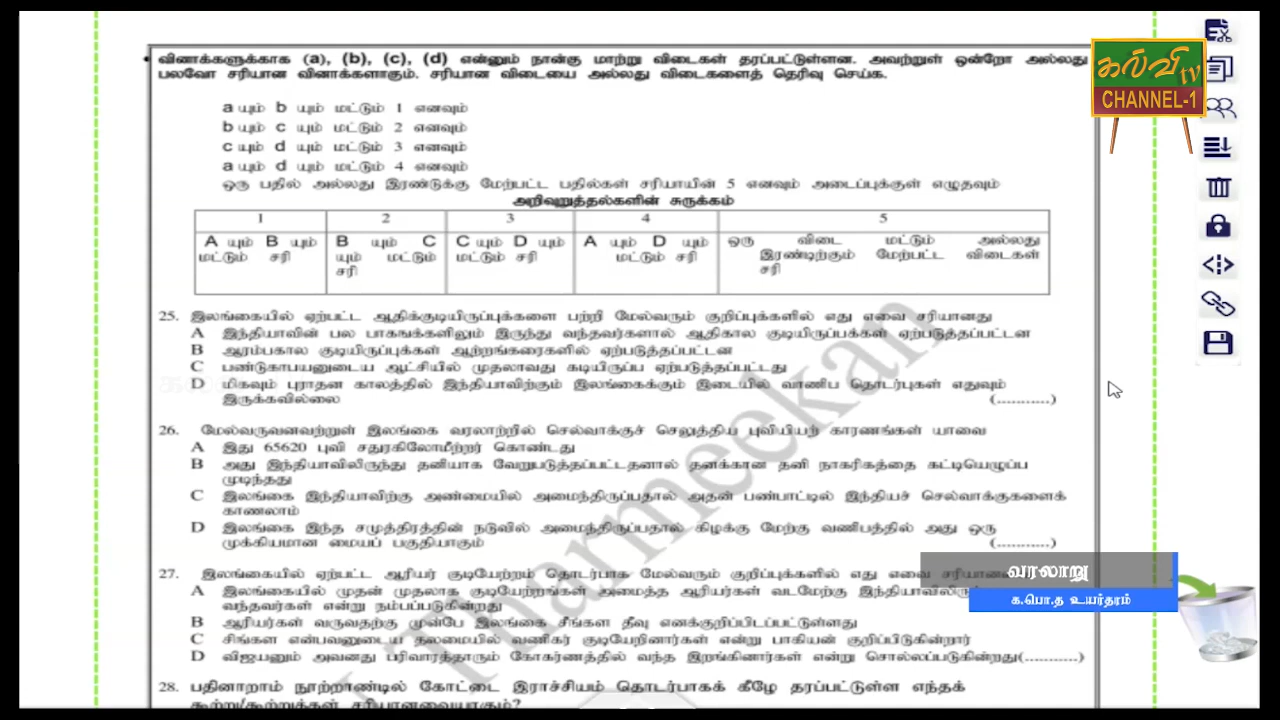 வினாக்களுக்காக (a), (b), (c), (d) என்னும் நான்கு மாற்று விடைகள் தரப்பட்டுள்ளன. அவற்றுள் ஒன்றோ அல்லது
பலவோ சரியான வினாக்களாகும். சரியான விடையை அல்லது விடைகளைத் தெரிவு செய்க.
a யும் b யும் மட்டும் 1 எனவும்
b யும் c யும் மட்டும் 2 எனவும்
c யும் d யும் மட்டும் 3 எனவும்
a யும் d யும் மட்டும் 4 எனவும்
ஒரு பதில் அல்லது இரண்டுக்கு மேற்பட்ட பதில்கள் சரியாயின் 5 எனவும் அடைப்புக்குள் எழுதவும்
அறிவுறுத்தல்களின் சுருக்கம்
1 2 3 4 5
A யும் B யும் மட்டும் சரி
B யும் C யும் மட்டும் சரி
C யும் D யும் மட்டும் சரி
A யும் D யும் மட்டும் சரி
ஒரு விடை மட்டும் அல்லது இரண்டிற்கும் மேற்பட்ட விடைகள் சரி
25. இலங்கையில் ஏற்பட்ட ஆதிக்குடியிருப்புக்களை பற்றி மேல்வரும் குறிப்புக்களில் எது எவை சரியானது
A இந்தியாவின் பல பாகஙக்களிலும் இருந்து வந்தவர்களால் ஆதிகால குடியிருப்பக்கள் ஏற்படுத்தப்பட்டன
B ஆரம்பகால குடியிருப்புக்கள் ஆற்றங்கரைகளில் ஏற்படுத்தப்பட்டன
C பண்டுகாபயனுடைய ஆட்சியில் முதலாவது கடியிருப்ப ஏற்படுத்தப்பட்டது
D மிகவும் புராதன காலத்தில் இந்தியாவிற்கும் இலங்கைக்கும் இடையில் வாணிப தொடர்புகள் எதுவும்
இருக்கவில்லை (............)
26. மேல்வருவனவற்றுள் இலங்கை வரலாற்றில் செல்வாக்குச் செலுத்திய புவியியற் காரணங்கள் யாவை
A இது 65620 புவி சதுரகிலோமீற்றர் கொண்டது
B அது இந்தியாவிலிருந்து தனியாக வேறுபடுத்தப்பட்டதனால் தனக்கான தனி நாகரிகத்தை கட்டியெழுப்ப
முடிந்தது
C இலங்கை இந்தியாவிற்கு அண்மையில் அமைந்திருப்பதால் அதன் பண்பாட்டில் இந்தியச் செல்வாக்குகளைக்
காணலாம்
D இலங்கை இந்த சமுத்திரத்தின் நடுவில் அமைந்திருப்பதால் கிழக்கு மேற்கு வணிபத்தில் அது ஒரு
முக்கியமான மையப் பகுதியாகும் (............)
27. இலங்கையில் ஏற்பட்ட ஆரியர் குடியேற்றம் தொடர்பாக மேல்வரும் குறிப்புக்களில் எது எவை
A இலங்கையில் முதன் முதலாக குடியேற்றங்கள் அமைத்த ஆரியர்கள் வடமேற்கு
வந்தவர்கள் என்று நம்பப்படுகின்றது
B ஆரியர்கள் வருவதற்கு முன்பே இலங்கை சிங்கள தீவு எனக்குறிப்பிடப்பட்டுள்ளது
C சிங்கள என்பவனுடைய தலமையில் வணிகர் குடியேறினார்கள் என்று பாகியன் குறிப்பிடுகின்றார்
D விஜயனும் அவனது பரிவாரத்தாரும் கோகர்ணத்தில் வந்த இறங்கினார்கள் என்று சொல்லப்படுகின்றது(............)
28. பதினாறாம் நூற்றாண்டில் கோட்டை இராச்சியம் தொடர்பாகக் கீழே தரப்பட்டுள்ள எந்தக்
கூற்று/கூற்றுக்கள் சரியானவையாகும்?
கல்வி tv
CHANNEL-1
வரலாறு
க.பொ.த உயர்தரம்
Tharmeekan